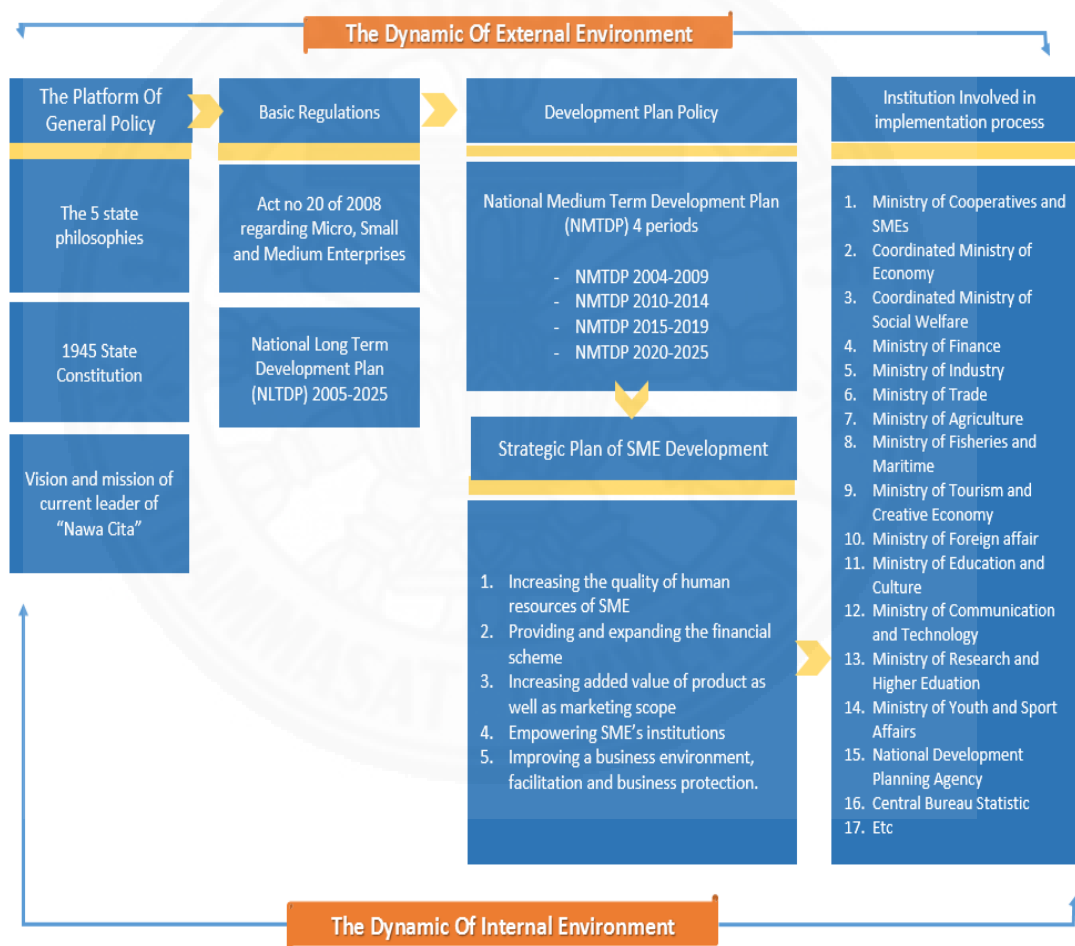 The Dynamic Of External Environment
The Platform Of
General Policy
The 5 state
philosophies
1945 State
Constitution
Vision and mission of
current leader of
“Nawa Cita”
Basic Regulations
Act no 20 of 2008
regarding Micro, Small
and Medium Enterprises
National Long Term
Development Plan
(NLTDP) 2005-2025
Development Plan Policy
National Medium Term Development Plan
(NMTDP) 4 periods
- NMTDP 2004-2009
- NMTDP 2010-2014
- NMTDP 2015-2019
- NMTDP 2020-2025
Strategic Plan of SME Development
1. Increasing the quality of human
resources of SME
2. Providing and expanding the financial
scheme
3. Increasing added value of product as
well as marketing scope
4. Empowering SME’s institutions
5. Improving a business environment,
facilitation and business protection.
Institution Involved in
implementation process
1. Ministry of Cooperatives and
SMEs
2. Coordinated Ministry of
Economy
3. Coordinated Ministry of
Social Welfare
4. Ministry of Finance
5. Ministry of Industry
6. Ministry of Trade
7. Ministry of Agriculture
8. Ministry of Fisheries and
Maritime
9. Ministry of Tourism and
Creative Economy
10. Ministry of Foreign affair
11. Ministry of Education and
Culture
12. Ministry of Communication
and Technology
13. Ministry of Research and
Higher Eduation
14. Ministry of Youth and Sport
Affairs
15. National Development
Planning Agency
16. Central Bureau Statistic
17. Etc
The Dynamic Of Internal Environment